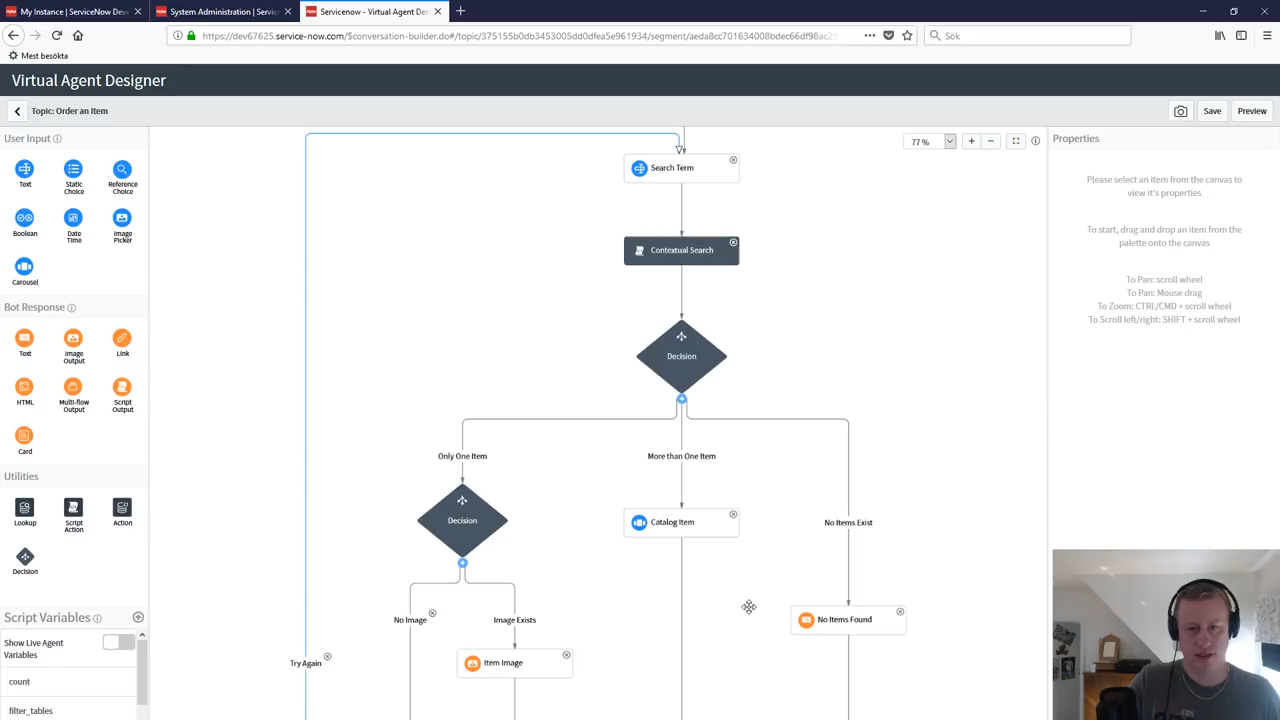 My Instance | ServiceNow Deve
System Administration | Servic
Servicenow - Virtual Agent Des
https://dev67625.service-now.com/$conversation-builder.do#/topic/375155b0db3453005dd0dfea5e961934/segment/aeda8cc701634008bdec66df98ac29
Sök
Mest besökta
Virtual Agent Designer
Topic: Order an Item
Save
Preview
User Input
Text
Static
Choice
Reference
Choice
Boolean
Date
Time
Image
Picker
Carousel
Bot Response
Text
Image
Output
Link
HTML
Multi-flow
Output
Script
Output
Card
Utilities
Lookup
Script
Action
Action
Decision
Script Variables
Show Live Agent
Variables
count
filter_tables
Search Term
Contextual Search
Decision
Only One Item
More than One Item
No Items Exist
Decision
Catalog Item
No Image
Image Exists
No Items Found
Try Again
Item Image
77 %
Properties
Please select an item from the canvas to
view it's properties
To start, drag and drop an item from the
palette onto the canvas
To Pan: scroll wheel
To Pan: Mouse drag
To Zoom: CTRL/CMD + scroll wheel
To Scroll left/right: SHIFT + scroll wheel